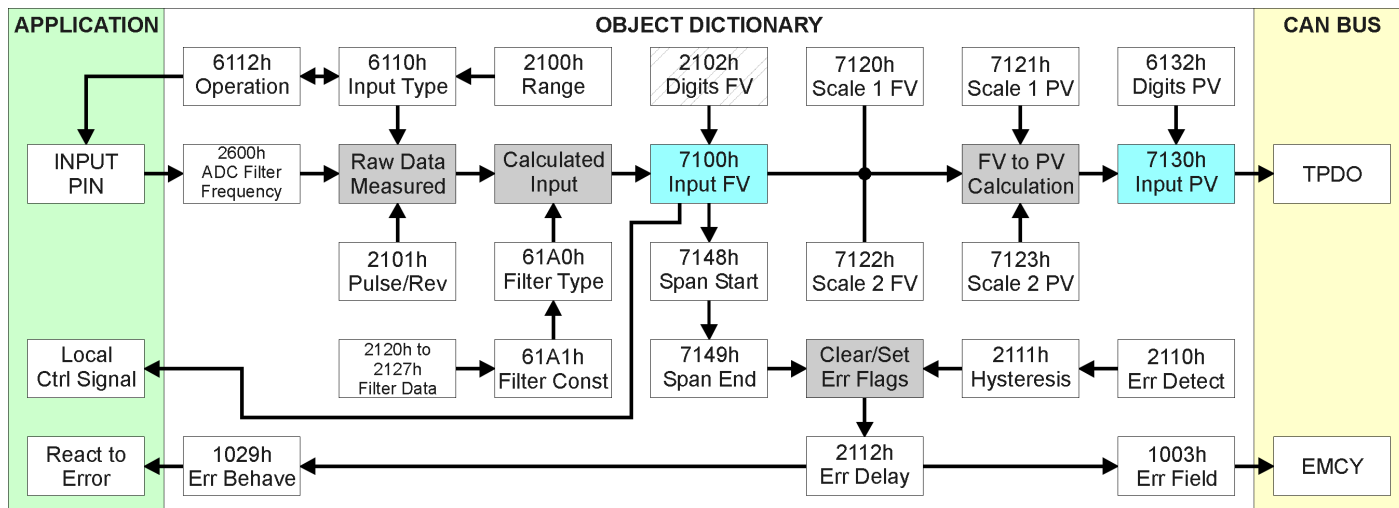 APPLICATION
OBJECT DICTIONARY
CAN BUS
6112h
Operation
6110h
Input Type
2100h
Range
2102h
Digits FV
7120h
Scale 1 FV
7121h
Scale 1 PV
6132h
Digits PV
INPUT
PIN
2600h
ADC Filter
Frequency
Raw Data
Measured
Calculated
Input
7100h
Input FV
FV to PV
Calculation
7130h
Input PV
TPDO
2101h
Pulse/Rev
61A0h
Filter Type
7148h
Span Start
7122h
Scale 2 FV
7123h
Scale 2 PV
Local
Ctrl Signal
2120h to
2127h
Filter Data
61A1h
Filter Const
7149h
Span End
Clear/Set
Err Flags
2111h
Hysteresis
2110h
Err Detect
React to
Error
1029h
Err Behave
2112h
Err Delay
1003h
Err Field
EMCY